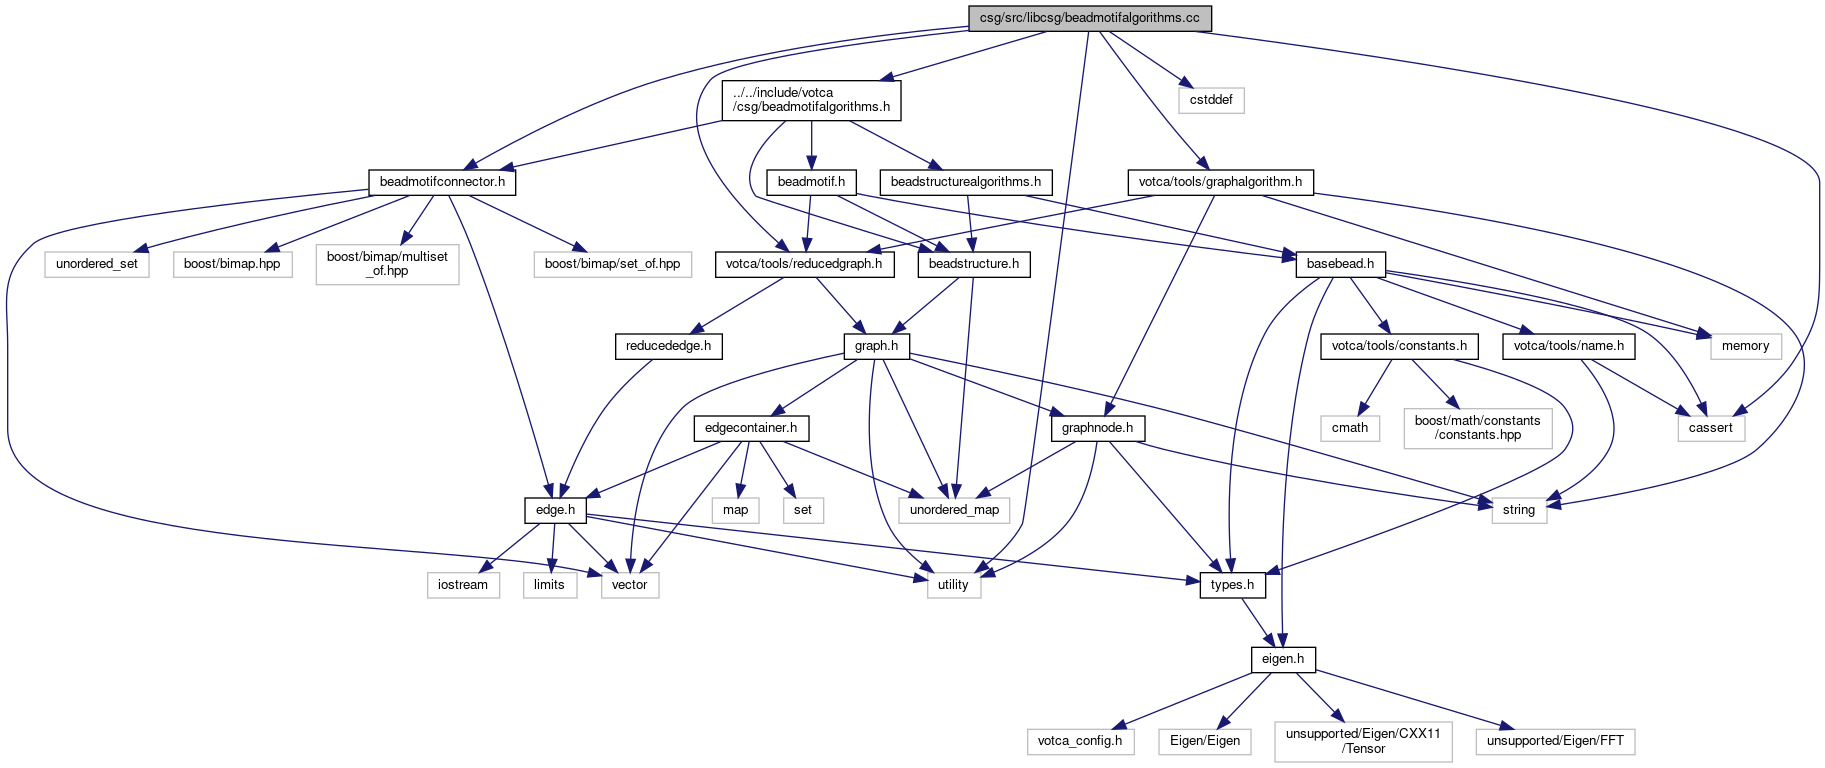 csg/src/libcsg/beadmotifalgorithms.cc
../../include/votca
/csg/beadmotifalgorithms.h
cstddef
beadmotifconnector.h
beadmotif.h
beadstructurealgorithms.h
votca/tools/graphalgorithm.h
unordered_set
boost/bimap.hpp
boost/bimap/multiset
_of.hpp
boost/bimap/set_of.hpp
votca/tools/reducedgraph.h
beadstructure.h
basebead.h
reducededge.h
graph.h
votca/tools/constants.h
votca/tools/name.h
memory
edgecontainer.h
graphnode.h
cmath
boost/math/constants
/constants.hpp
cassert
edge.h
map
set
unordered_map
string
iostream
limits
vector
utility
types.h
eigen.h
votca_config.h
Eigen/Eigen
unsupported/Eigen/CXX11
/Tensor
unsupported/Eigen/FFT